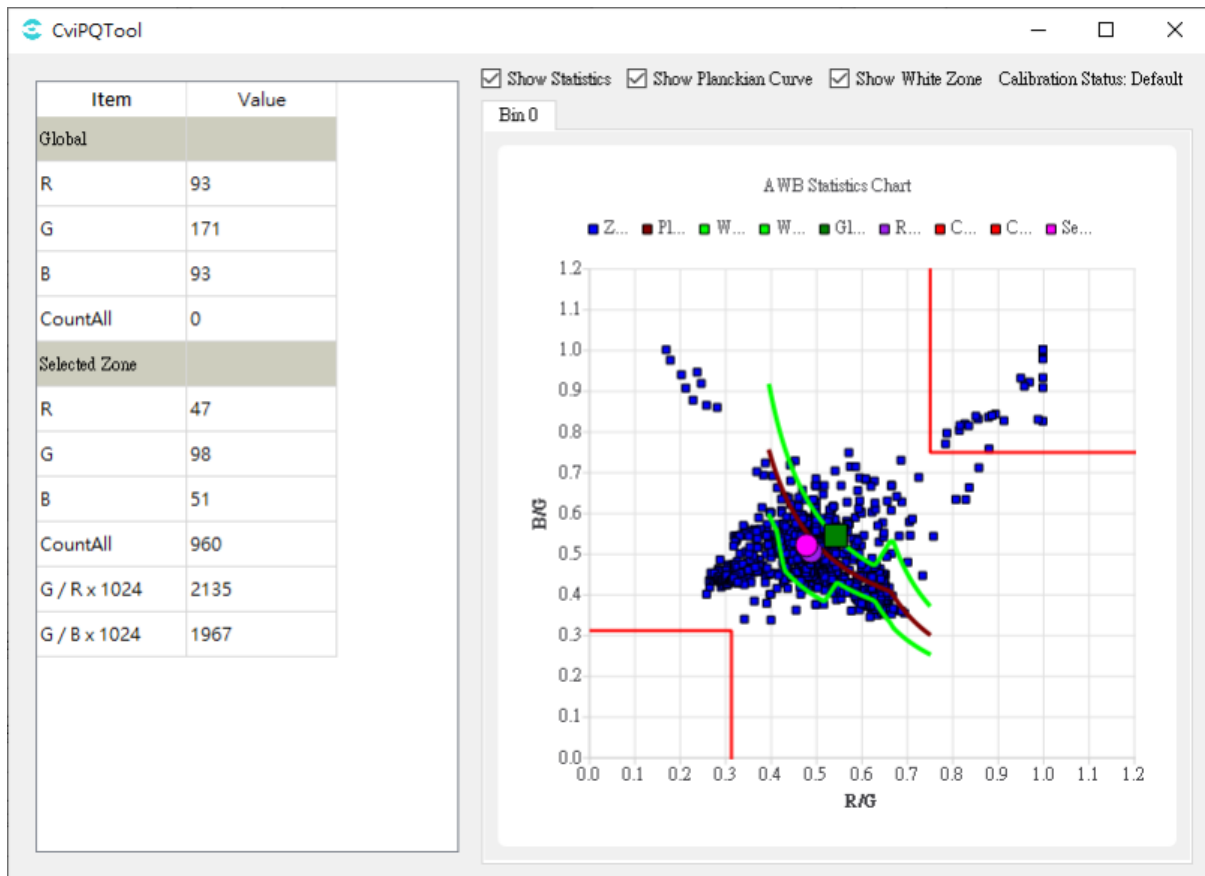 CviPQTool
Item Value
Global
R 93
G 171
B 93
CountAll 0
Selected Zone
R 47
G 98
B 51
CountAll 960
G / R x 1024 2135
G / B x 1024 1967
Show Statistics Show Planckian Curve Show White Zone Calibration Status: Default
Bin 0
AWB Statistics Chart
Z... Pl... W... W... Gl... R... C... C... Se...
1.2
1.1
1.0
0.9
0.8
0.7
0.6
0.5
0.4
0.3
0.2
0.1
0.0
B/G
0.0 0.1 0.2 0.3 0.4 0.5 0.6 0.7 0.8 0.9 1.0 1.1 1.2
R/G